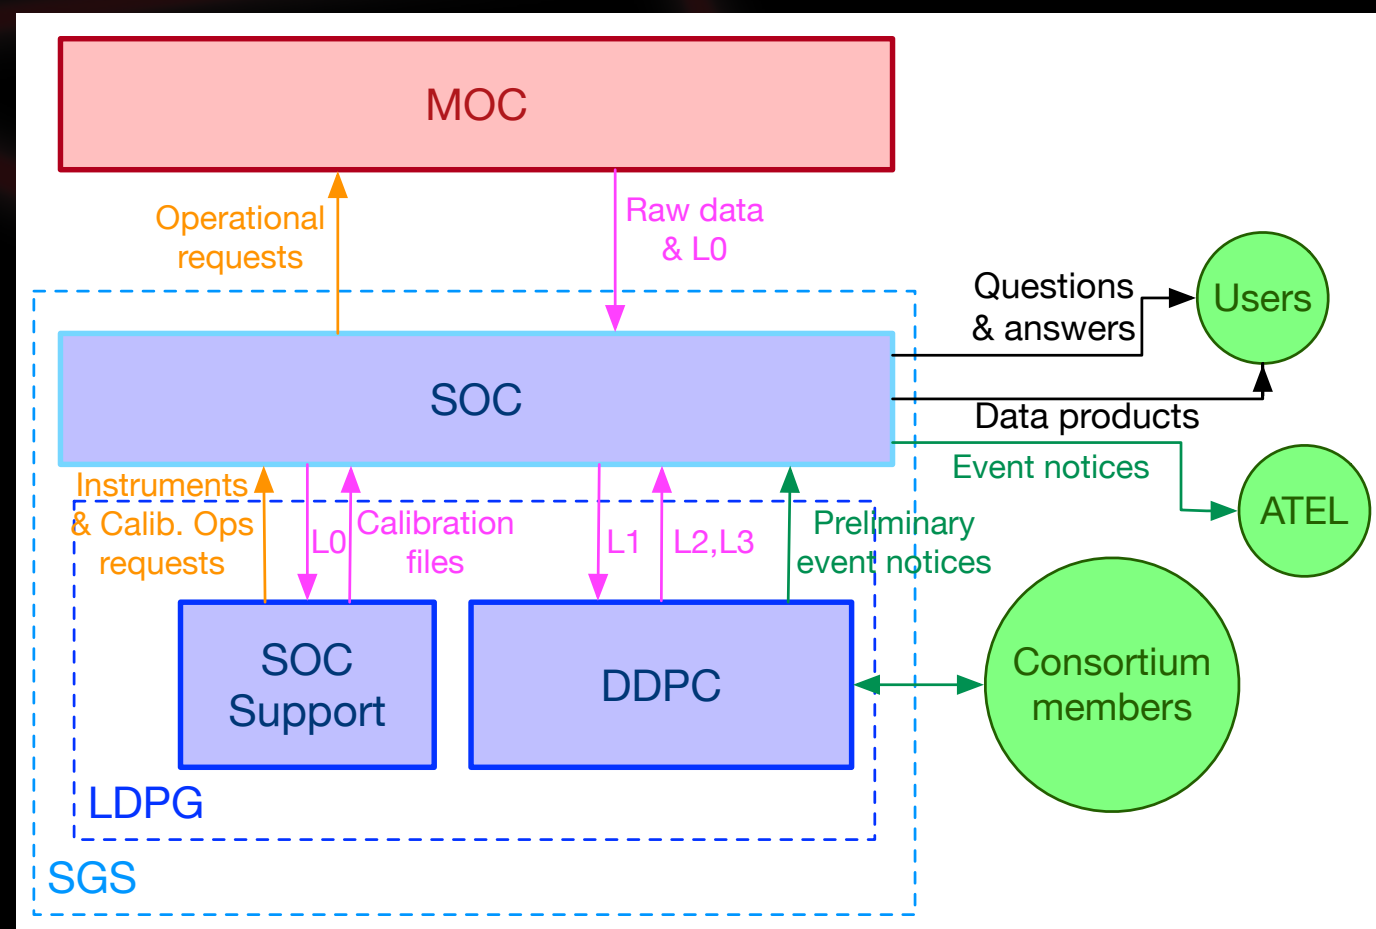 MOC
Operational
requests
Raw data
& L0
Questions
& answers
Users
SOC
Data products
Event notices
ATEL
Instruments
& Calib. Ops
requests
L0
Calibration
files
L1
L2,L3
Preliminary
event notices
SOC
Support
DDPC
Consortium
members
LDPG
SGS